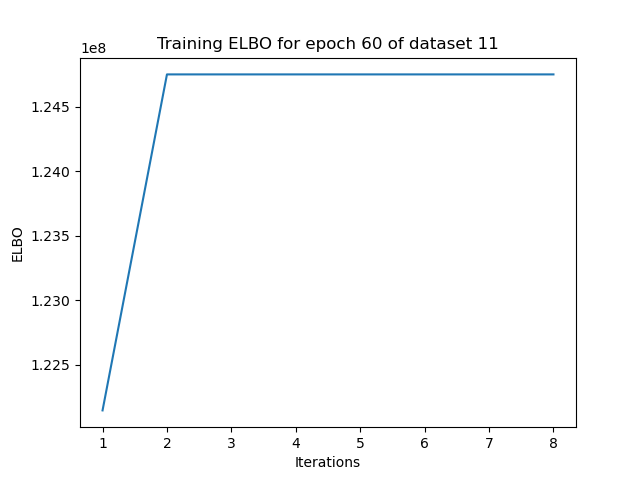 Training ELBO for epoch 60 of dataset 11
1e8
1.245
1.240
1.235
1.230
1.225
ELBO
1 2 3 4 5 6 7 8
Iterations